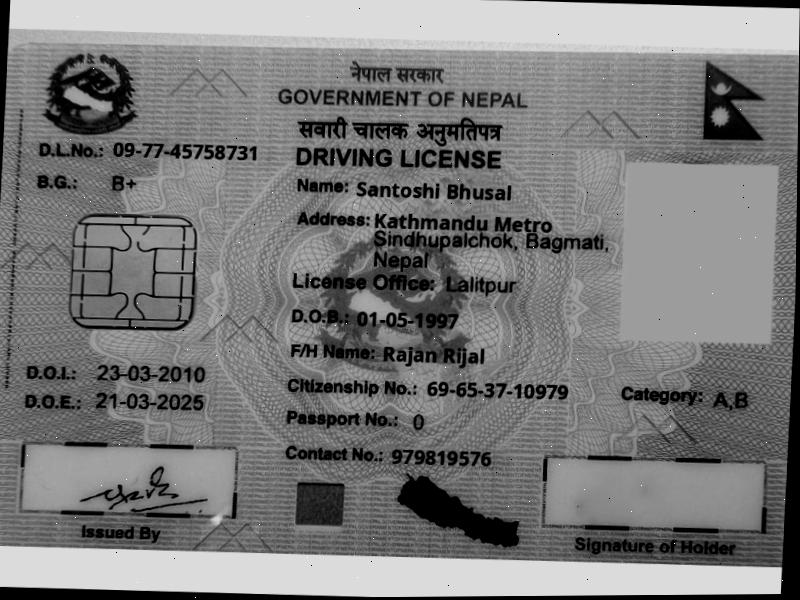 नेपाल सरकार
GOVERNMENT OF NEPAL
सवारी चालक अनुमतिपत्र
DRIVING LICENSE
D.L.No.: 09-77-45758731
B.G.: B+
Name: Santoshi Bhusal
Address: Kathmandu Metro
Sindhupalchok, Bagmati,
Nepal
License Office: Lalitpur
D.O.B.: 01-05-1997
F/H Name: Rajan Rijal
D.O.I.: 23-03-2010
D.O.E.: 21-03-2025
Citizenship No.: 69-65-37-10979
Category: A,B
Passport No.: 0
Contact No.: 979819576
Issued By
Signature of Holder